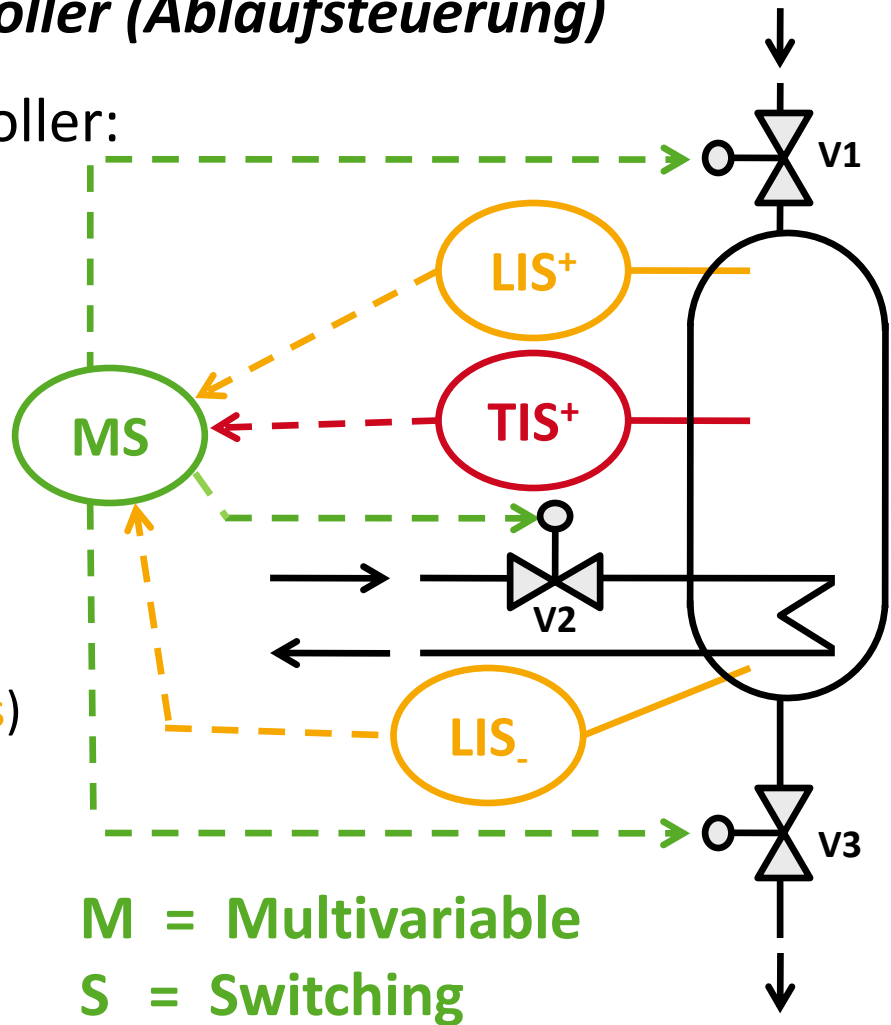 oller (Ablaufsteuerung)
oller:
V1
LIS+
TIS+
MS
V2
s)
LIS-
V3
M = Multivariable
S = Switching